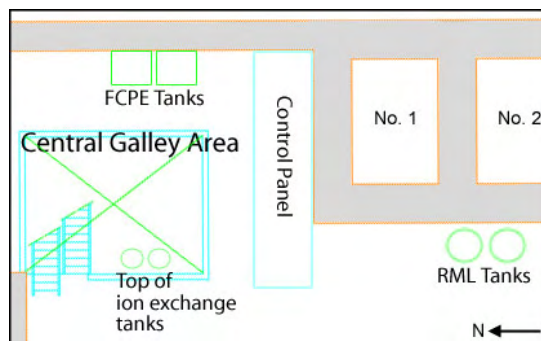 FCPE Tanks
Central Galley Area
Control Panel
No. 1
No. 2
Top of
ion exchange
tanks
RML Tanks
N